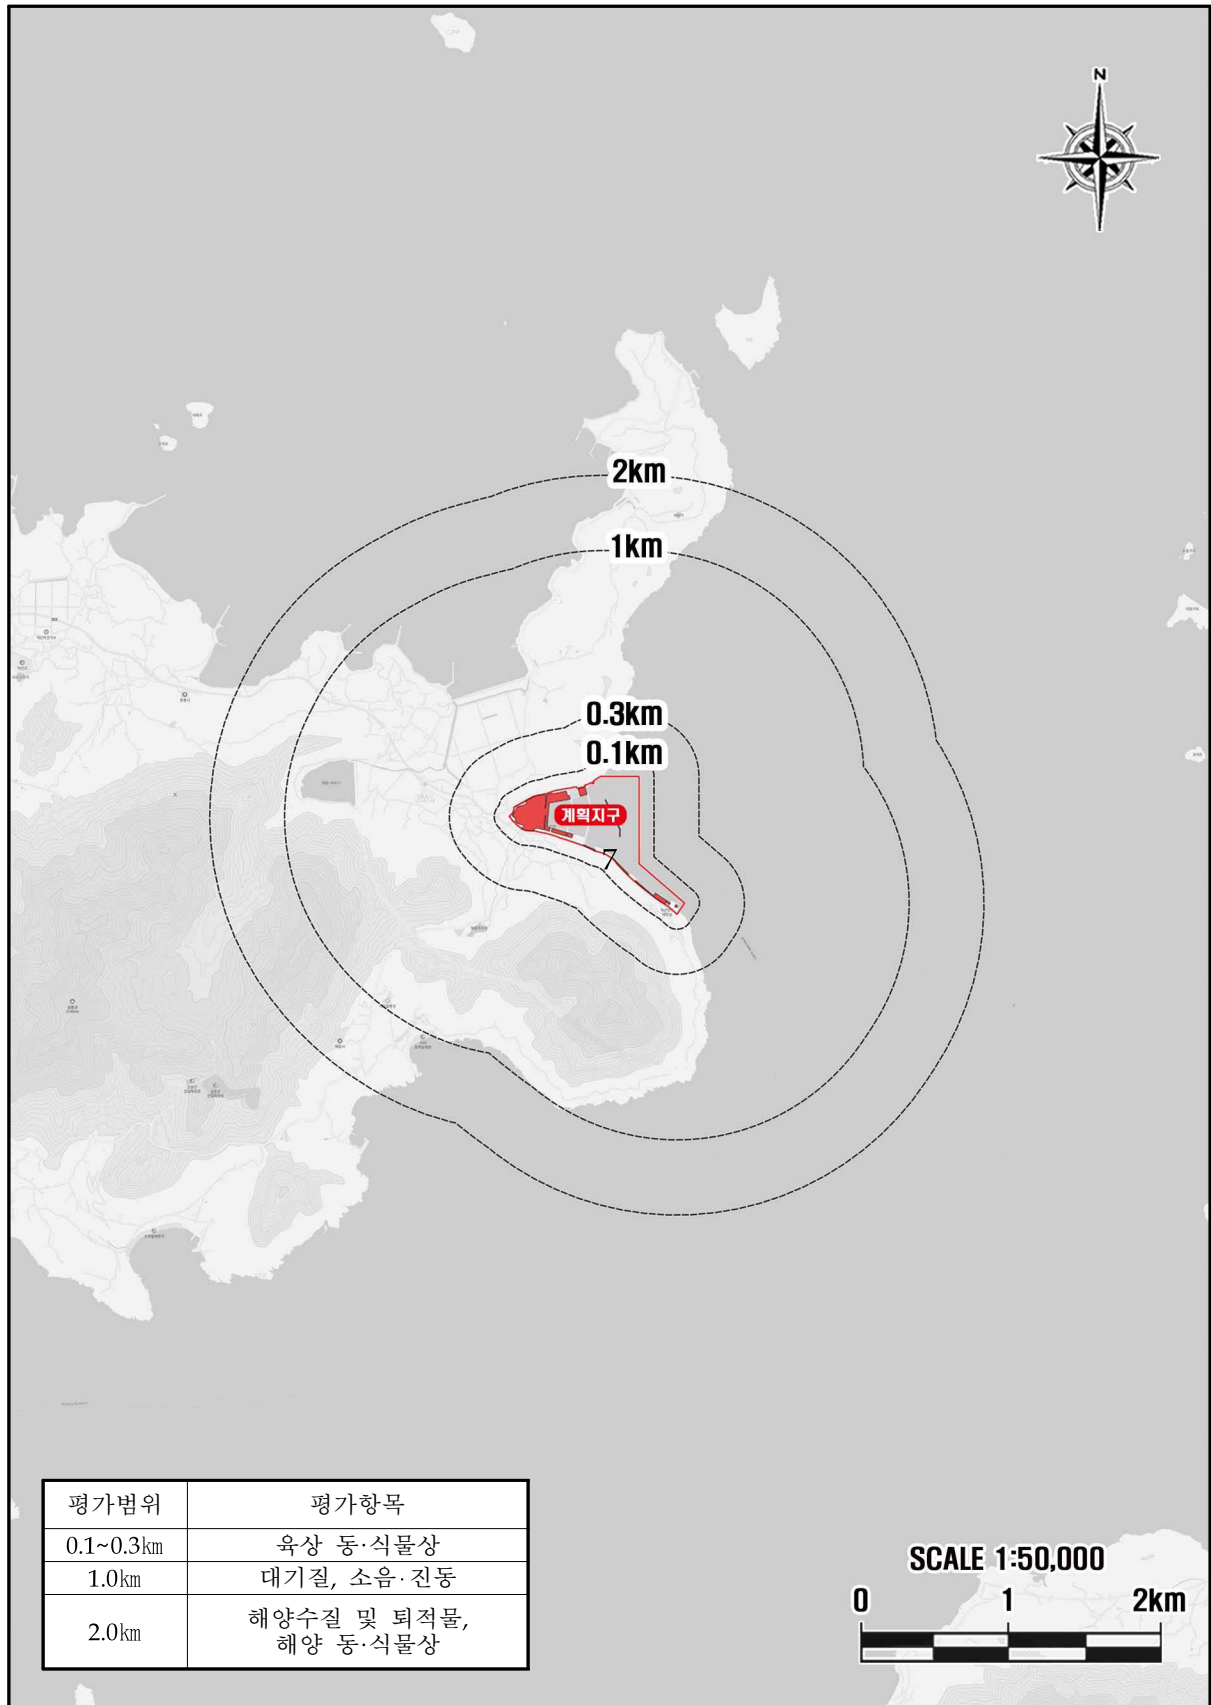 N
2km
1km
0.3km
0.1km
계획지구
7
평가범위 평가항목
0.1~0.3㎞ 육상 동·식물상
1.0㎞ 대기질, 소음·진동
2.0㎞ 해양수질 및 퇴적물,
해양 동·식물상
SCALE 1:50,000
0 1 2km